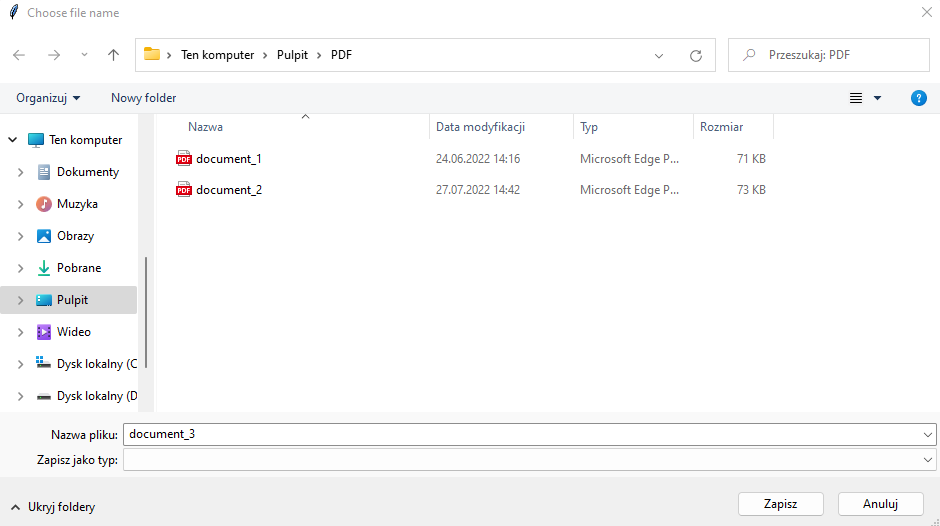 Choose file name
Ten komputer > Pulpit > PDF
Przeszukaj: PDF
Organizuj
Nowy folder
?
Nazwa
Data modyfikacji
Typ
Rozmiar
PDF document_1 24.06.2022 14:16 Microsoft Edge P... 71 KB
PDF document_2 27.07.2022 14:42 Microsoft Edge P... 73 KB
Ten komputer
Dokumenty
Muzyka
Obrazy
Pobrane
Pulpit
Wideo
Dysk lokalny (C
Dysk lokalny (D
Nazwa pliku: document_3
Zapisz jako typ:
Ukryj foldery
Zapisz
Anuluj